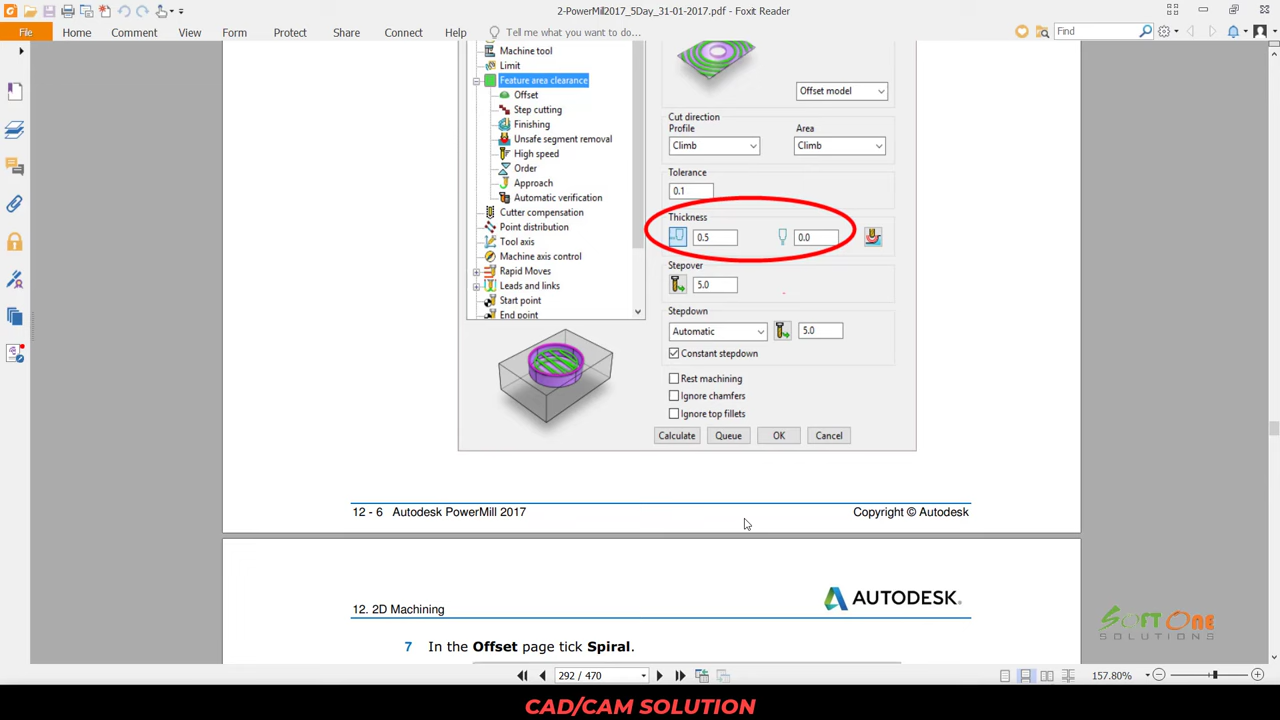 2-PowerMill2017_5Day_31-01-2017.pdf - Foxit Reader
File Home Comment View Form Protect Share Connect Help Tell me what you want to do... Find
Machine tool
Limit
Feature area clearance
Offset
Step cutting
Finishing
Unsafe segment removal
High speed
Order
Approach
Automatic verification
Cutter compensation
Point distribution
Tool axis
Machine axis control
Rapid Moves
Leads and links
Start point
End point
Offset model
Cut direction
Profile Area
Climb Climb
Tolerance
0.1
Thickness
0.5 0.0
Stepover
5.0
Stepdown
Automatic 5.0
Constant stepdown
Rest machining
Ignore chamfers
Ignore top fillets
Calculate Queue OK Cancel
12 - 6 Autodesk PowerMill 2017 Copyright © Autodesk
12. 2D Machining AUTODESK.
7 In the Offset page tick Spiral.
Soft One
SOLUTIONS
292 / 470 157.80%
CAD/CAM SOLUTION